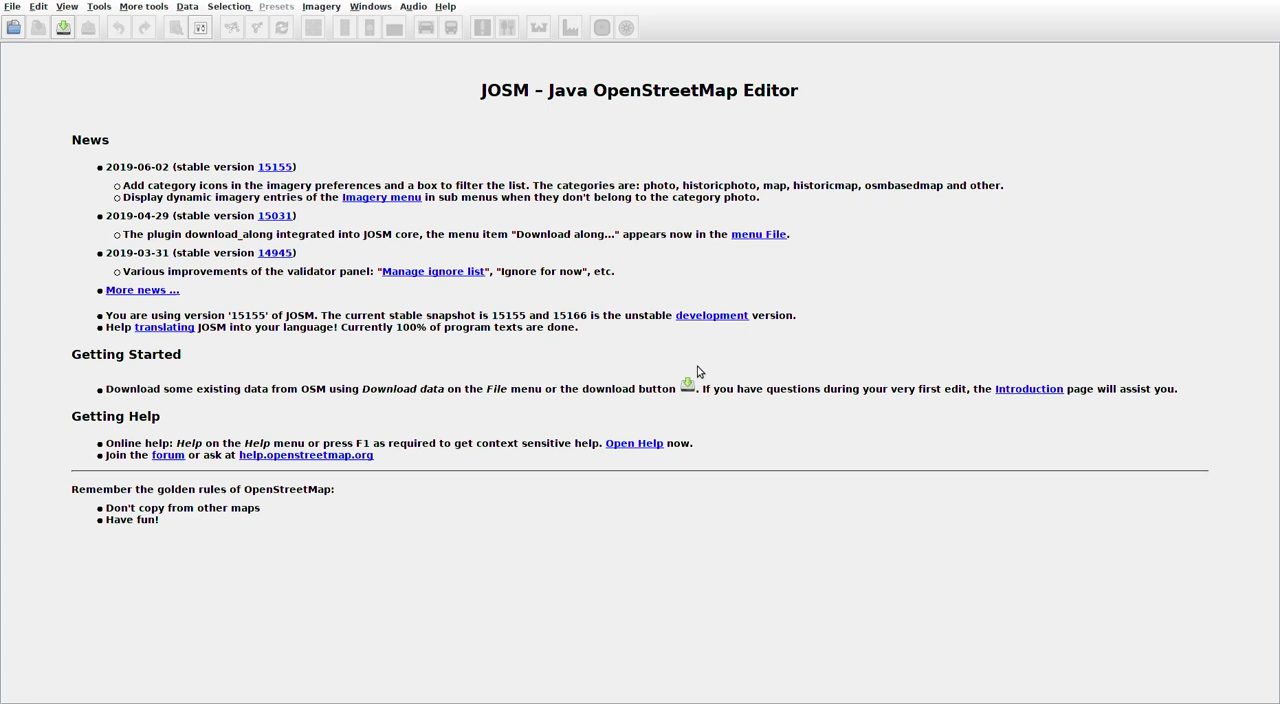 File Edit View Tools More tools Data Selection Presets Imagery Windows Audio Help
JOSM – Java OpenStreetMap Editor
News
2019-06-02 (stable version 15155)
Add category icons in the imagery preferences and a box to filter the list. The categories are: photo, historicphoto, map, historicmap, osmbasedmap and other.
Display dynamic imagery entries of the Imagery menu in sub menus when they don't belong to the category photo.
2019-04-29 (stable version 15031)
The plugin download_along integrated into JOSM core, the menu item "Download along..." appears now in the menu File.
2019-03-31 (stable version 14945)
Various improvements of the validator panel: "Manage ignore list", "Ignore for now", etc.
More news ...
You are using version '15155' of JOSM. The current stable snapshot is 15155 and 15166 is the unstable development version.
Help translating JOSM into your language! Currently 100% of program texts are done.
Getting Started
Download some existing data from OSM using Download data on the File menu or the download button . If you have questions during your very first edit, the Introduction page will assist you.
Getting Help
Online help: Help on the Help menu or press F1 as required to get context sensitive help. Open Help now.
Join the forum or ask at help.openstreetmap.org
Remember the golden rules of OpenStreetMap:
Don't copy from other maps
Have fun!